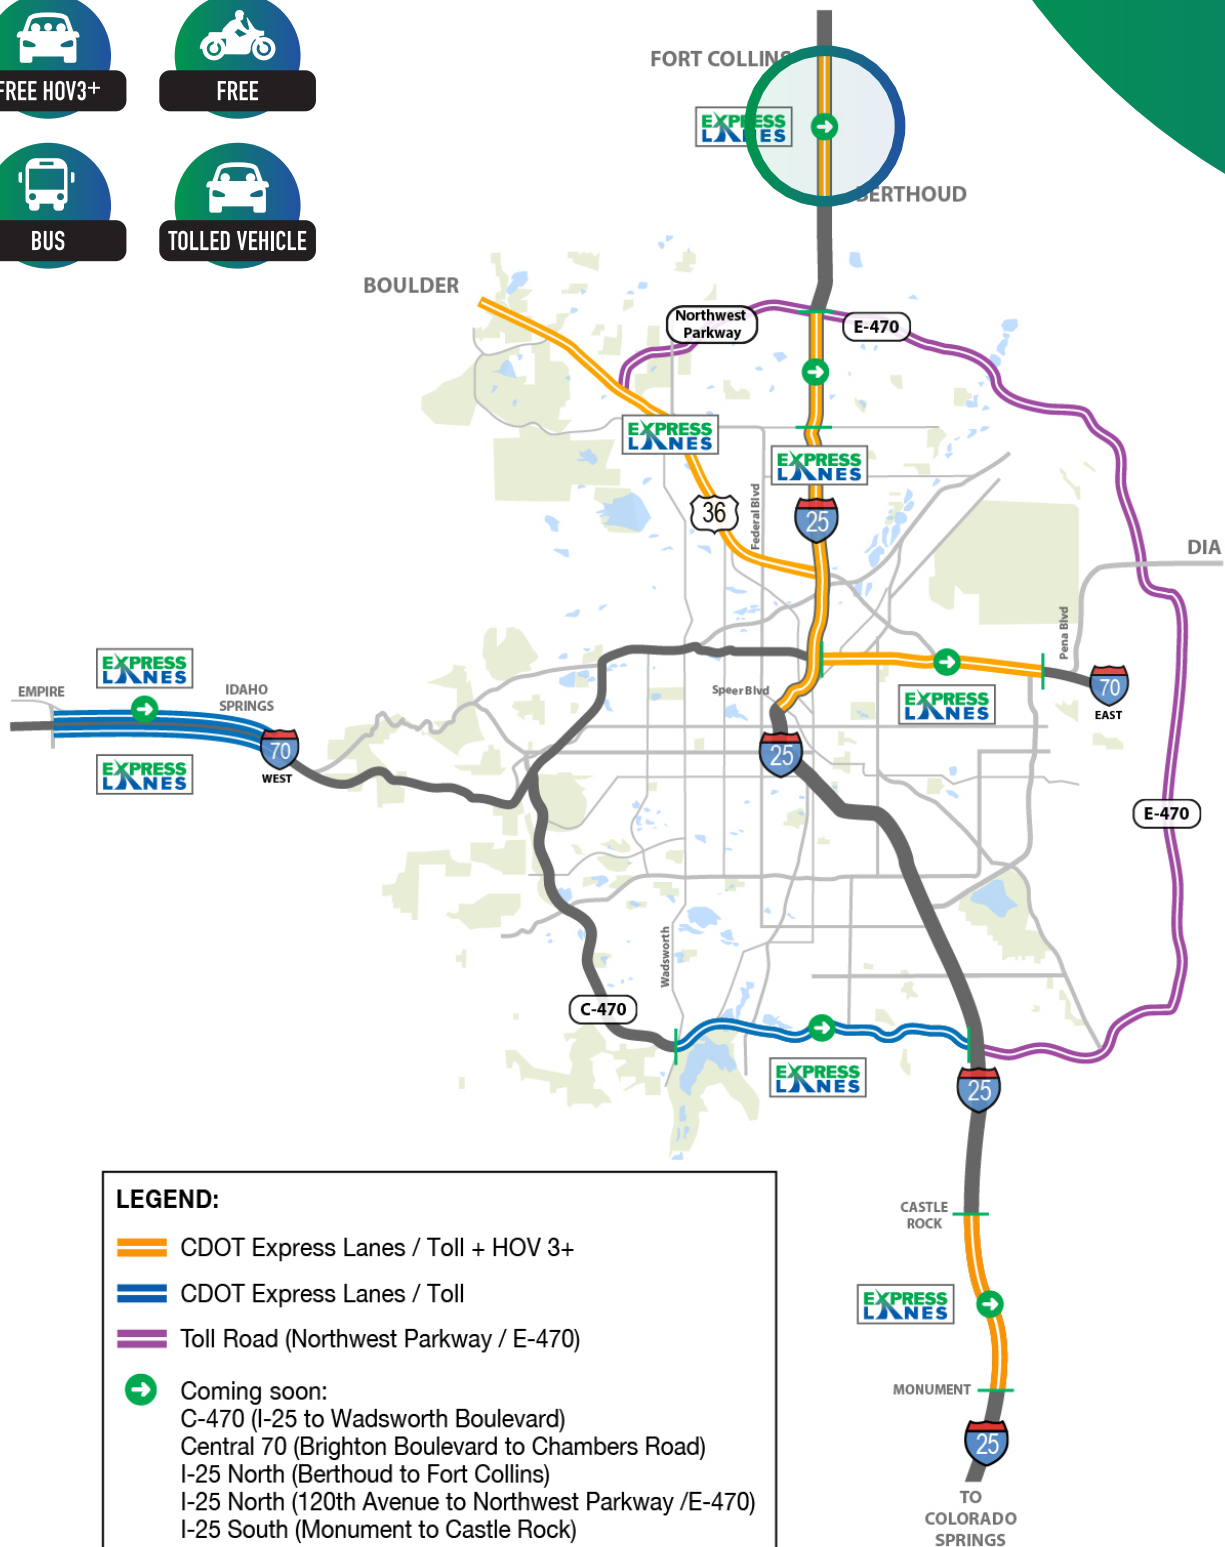 FREE HOV3+
FREE
BUS
TOLLED VEHICLE
FORT COLLINS
EXPRESS
LANES
BERTHOUD
BOULDER
Northwest
Parkway
E-470
EXPRESS
LANES
EXPRESS
LANES
36
Federal Blvd
25
DIA
Pena Blvd
EXPRESS
LANES
EMPIRE
IDAHO
SPRINGS
Speer Blvd
EXPRESS
LANES
70
EAST
70
WEST
25
EXPRESS
LANES
E-470
Wadsworth
C-470
EXPRESS
LANES
25
LEGEND:
CDOT Express Lanes / Toll + HOV 3+
CDOT Express Lanes / Toll
Toll Road (Northwest Parkway / E-470)
Coming soon:
C-470 (I-25 to Wadsworth Boulevard)
Central 70 (Brighton Boulevard to Chambers Road)
I-25 North (Berthoud to Fort Collins)
I-25 North (120th Avenue to Northwest Parkway /E-470)
I-25 South (Monument to Castle Rock)
CASTLE
ROCK
EXPRESS
LANES
MONUMENT
25
TO
COLORADO
SPRINGS